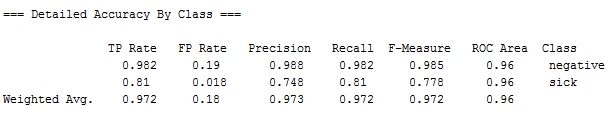 === Detailed Accuracy By Class ===
TP Rate FP Rate Precision Recall F-Measure ROC Area Class
0.982 0.19 0.988 0.982 0.985 0.96 negative
0.81 0.018 0.748 0.81 0.778 0.96 sick
Weighted Avg. 0.972 0.18 0.973 0.972 0.972 0.96